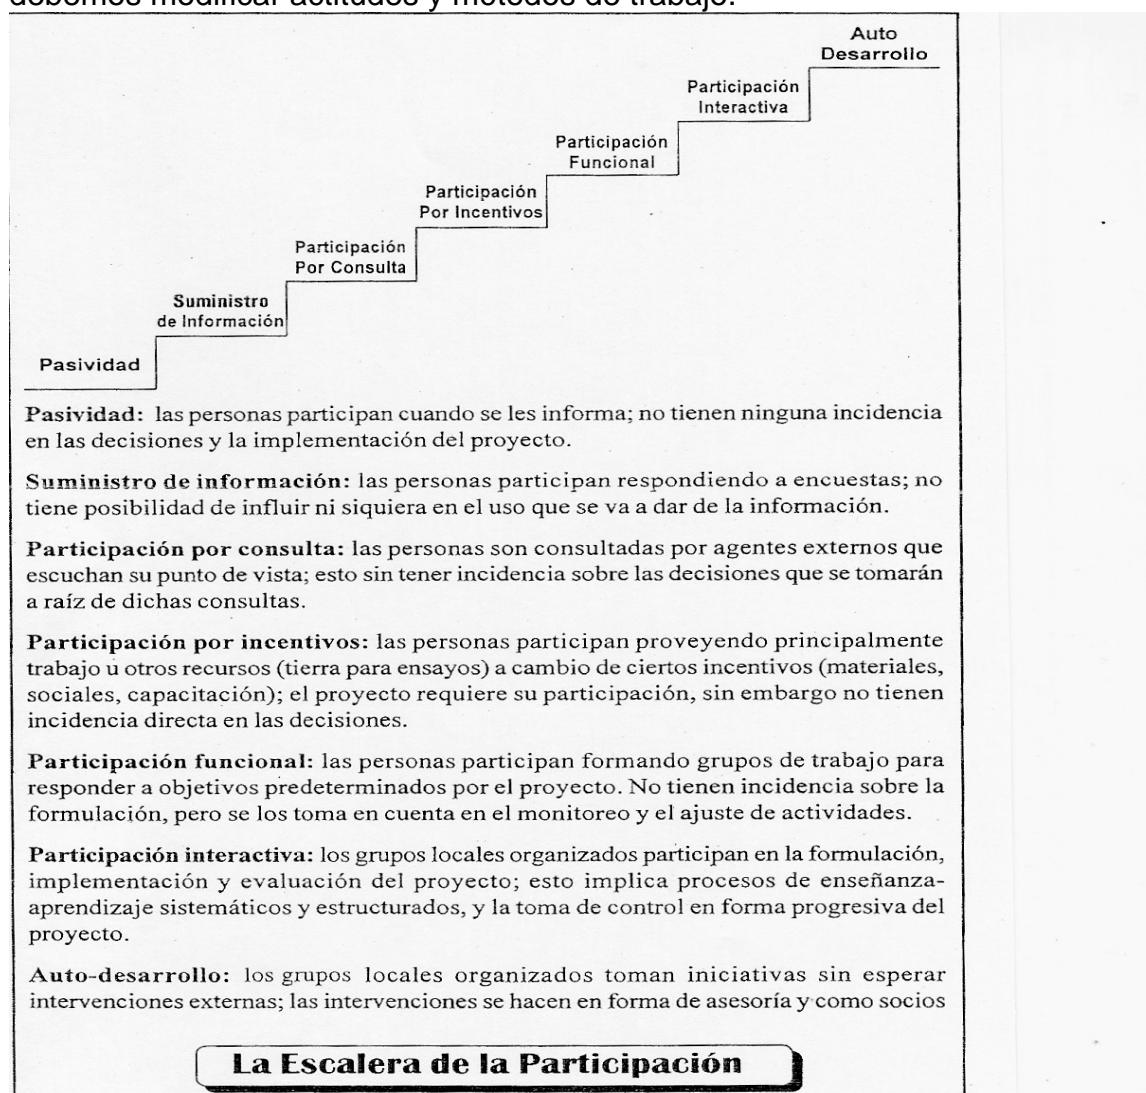 debemos modificar actitudes y métodos de trabajo.
Auto
Desarrollo
Participación
Interactiva
Participación
Funcional
Participación
Por Incentivos
Participación
Por Consulta
Suministro
de Información
Pasividad
Pasividad: las personas participan cuando se les informa; no tienen ninguna incidencia
en las decisiones y la implementación del proyecto.
Suministro de información: las personas participan respondiendo a encuestas; no
tiene posibilidad de influir ni siquiera en el uso que se va a dar de la información.
Participación por consulta: las personas son consultadas por agentes externos que
escuchan su punto de vista; esto sin tener incidencia sobre las decisiones que se tomarán
a raíz de dichas consultas.
Participación por incentivos: las personas participan proveyendo principalmente
trabajo u otros recursos (tierra para ensayos) a cambio de ciertos incentivos (materiales,
sociales, capacitación); el proyecto requiere su participación, sin embargo no tienen
incidencia directa en las decisiones.
Participación funcional: las personas participan formando grupos de trabajo para
responder a objetivos predeterminados por el proyecto. No tienen incidencia sobre la
formulación, pero se los toma en cuenta en el monitoreo y el ajuste de actividades.
Participación interactiva: los grupos locales organizados participan en la formulación,
implementación y evaluación del proyecto; esto implica procesos de enseñanza-
aprendizaje sistemáticos y estructurados, y la toma de control en forma progresiva del
proyecto.
Auto-desarrollo: los grupos locales organizados toman iniciativas sin esperar
intervenciones externas; las intervenciones se hacen en forma de asesoría y como socios
La Escalera de la Participación